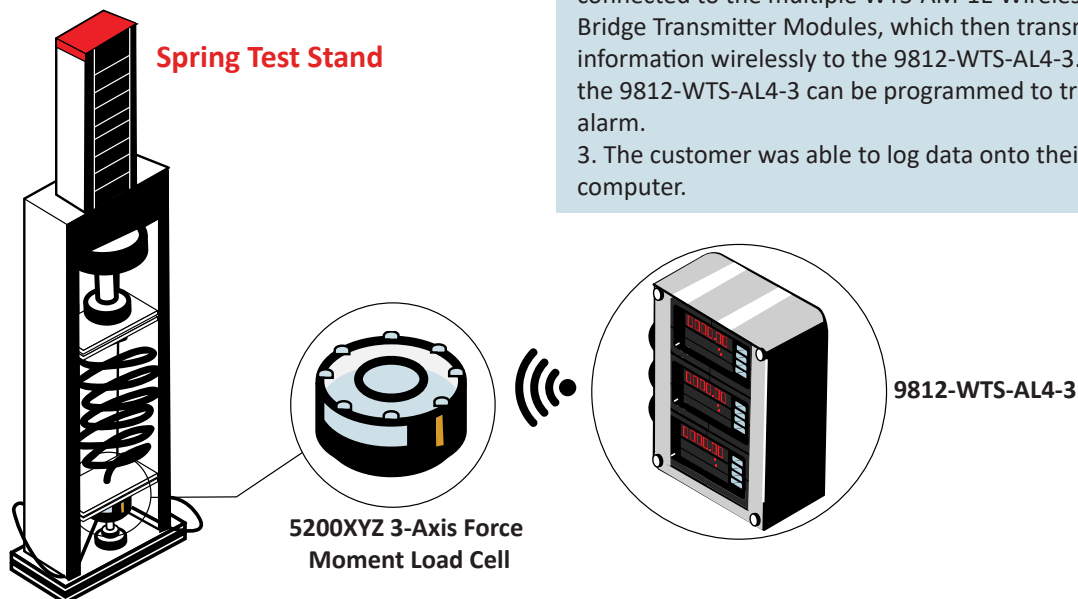 connected to the multiple WTS-AM-1E Wireless
Bridge Transmitter Modules, which then transm
information wirelessly to the 9812-WTS-AL4-3.
the 9812-WTS-AL4-3 can be programmed to tr
alarm.
3. The customer was able to log data onto thei
computer.
Spring Test Stand
9812-WTS-AL4-3
5200XYZ 3-Axis Force
Moment Load Cell